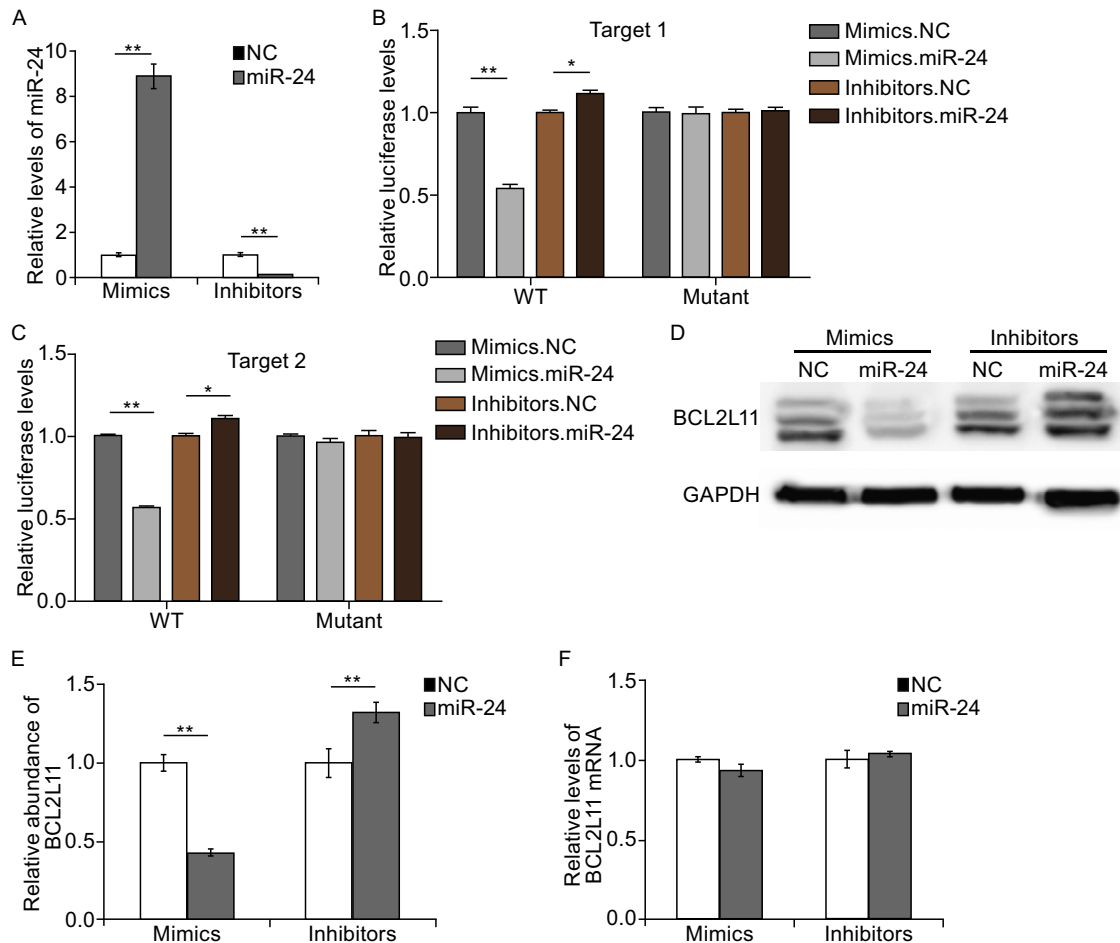 A
Relative levels of miR-24
10
8
6
4
2
0
**
**
NC
miR-24
Mimics
Inhibitors
B
Target 1
Relative luciferase levels
1.5
1.0
0.5
0.0
**
*
WT
Mutant
Mimics.NC
Mimics.miR-24
Inhibitors.NC
Inhibitors.miR-24
C
Target 2
Relative luciferase levels
1.5
1.0
0.5
0.0
**
*
WT
Mutant
Mimics.NC
Mimics.miR-24
Inhibitors.NC
Inhibitors.miR-24
D
Mimics
Inhibitors
NC
miR-24
NC
miR-24
BCL2L11
GAPDH
E
Relative abundance of
BCL2L11
1.5
1.0
0.5
0.0
**
**
NC
miR-24
Mimics
Inhibitors
F
Relative levels of
BCL2L11 mRNA
1.5
1.0
0.5
0.0
NC
miR-24
Mimics
Inhibitors